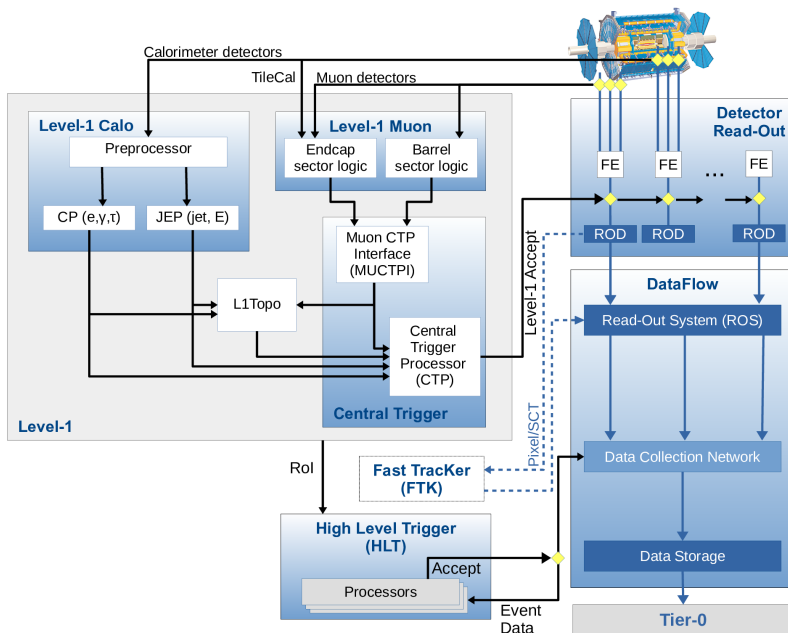 Calorimeter detectors
TileCal
Muon detectors
Level-1 Calo
Preprocessor
CP (e,γ,τ)
JEP (jet, E)
Level-1 Muon
Endcap
sector logic
Barrel
sector logic
Muon CTP
Interface
(MUCTPI)
L1Topo
Central
Trigger
Processor
(CTP)
Central Trigger
Level-1
Level-1 Accept
Detector
Read-Out
FE
FE
...
FE
ROD
ROD
ROD
DataFlow
Read-Out System (ROS)
Data Collection Network
Data Storage
Tier-0
Pixel/SCT
RoI
Fast TracKer
(FTK)
High Level Trigger
(HLT)
Accept
Processors
Event
Data